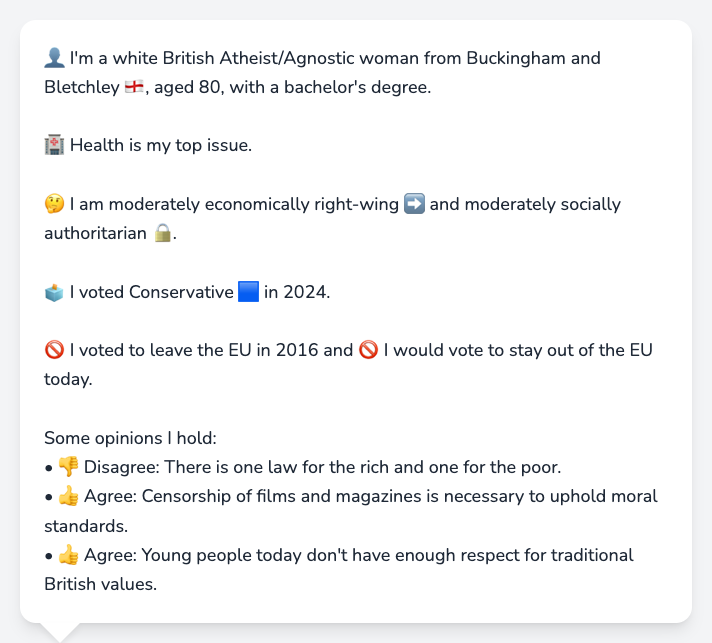 👤 I'm a white British Atheist/Agnostic woman from Buckingham and
Bletchley 🏴󠁧󠁢󠁥󠁮󠁧󠁿, aged 80, with a bachelor's degree.
🏥 Health is my top issue.
🤔 I am moderately economically right-wing ➡️ and moderately socially
authoritarian 🔒.
🗳️ I voted Conservative 🟦 in 2024.
🚫 I voted to leave the EU in 2016 and 🚫 I would vote to stay out of the EU
today.
Some opinions I hold:
• 👎 Disagree: There is one law for the rich and one for the poor.
• 👍 Agree: Censorship of films and magazines is necessary to uphold moral
standards.
• 👍 Agree: Young people today don't have enough respect for traditional
British values.